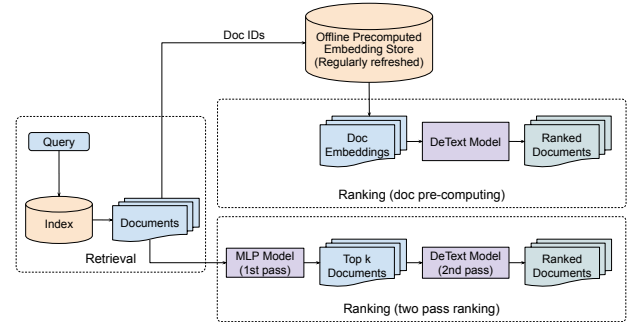 Doc IDs
Offline Precomputed
Embedding Store
(Regularly refreshed)
Query
Index
Documents
Retrieval
Doc
Embeddings
DeText Model
Ranked
Documents
Ranking (doc pre-computing)
MLP Model
(1st pass)
Top k
Documents
DeText Model
(2nd pass)
Ranked
Documents
Ranking (two pass ranking)